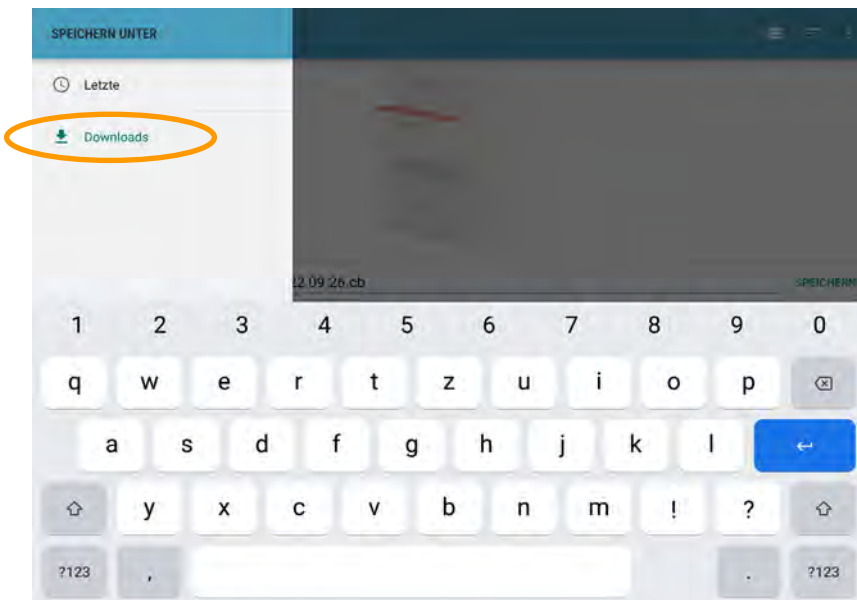 SPEICHERN UNTER
Letzte
Downloads
22.09.26.cb
SPEICHERN
1 2 3 4 5 6 7 8 9 0
q w e r t z u i o p
a s d f g h j k l
y x c v b n m ! ?
?123 , . ?123